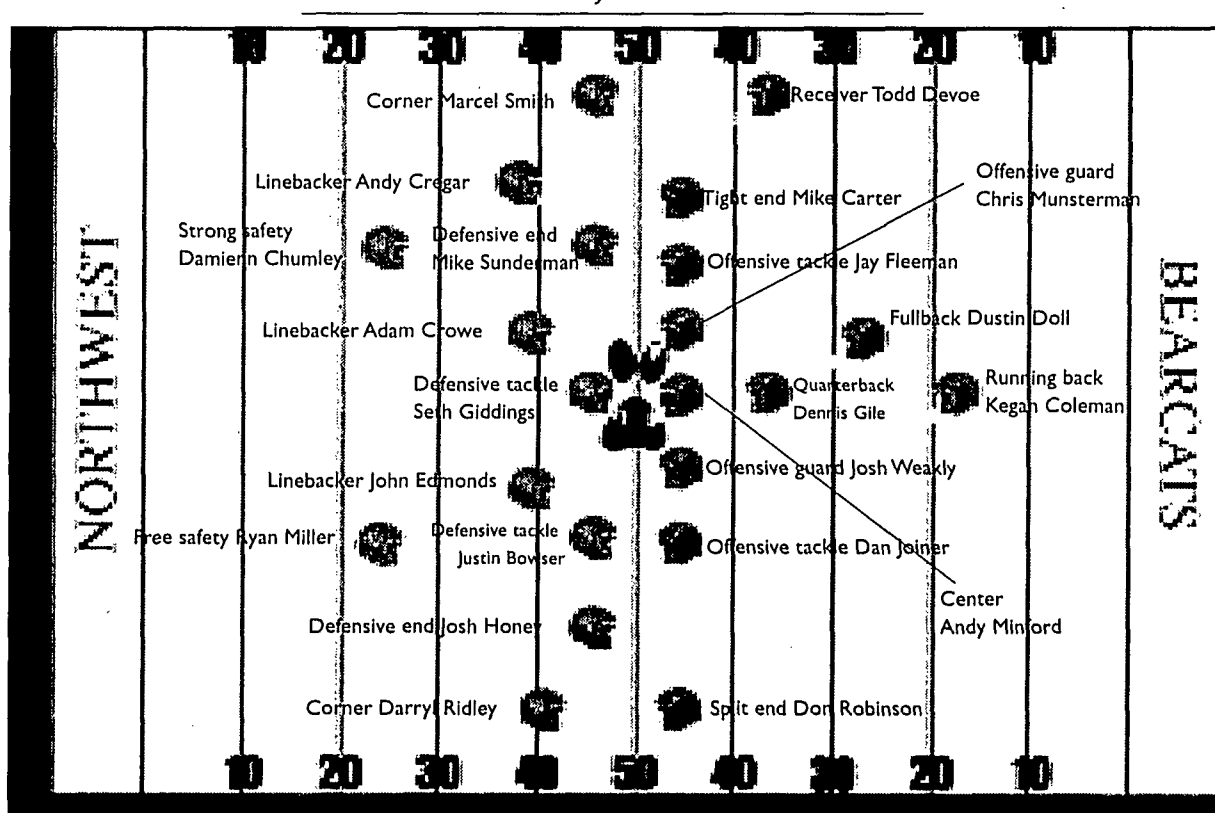 10 20 30 40 50 40 30 20 10
Corner Marcel Smith
Receiver Todd Devoe
Linebacker Andy Cregar
Tight end Mike Carter
Offensive guard
Chris Munsterman
Strong safety
Damienn Chumley
Defensive end
Mike Sunderman
Offensive tackle Jay Fleeman
NORTHWEST
BEARCATS
Linebacker Adam Crowe
Fullback Dustin Doll
Defensive tackle
Seth Giddings
Quarterback
Dennis Gile
Running back
Kegan Coleman
Linebacker John Edmonds
Offensive guard Josh Weakly
Free safety Ryan Miller
Defensive tackle
Justin Bowser
Offensive tackle Dan Joiner
Center
Andy Minford
Defensive end Josh Honey
Corner Darryl Ridley
Split end Don Robinson
10 20 30 40 50 40 30 20 10